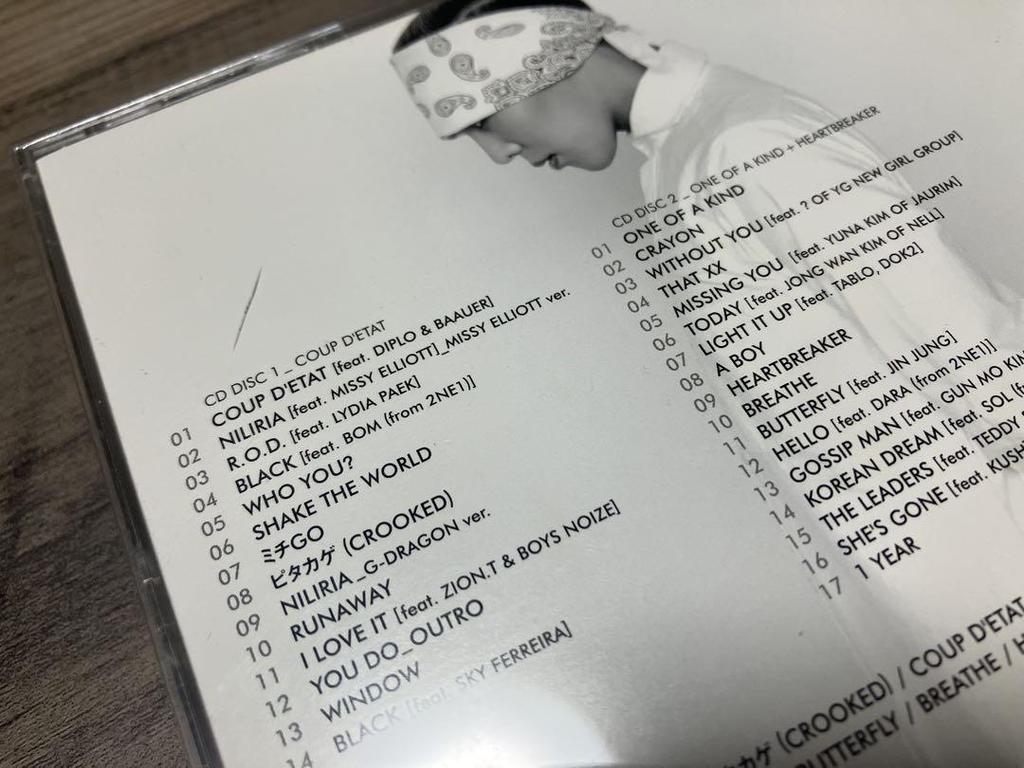 CD DISC 1 _ COUP D'ETAT
01 COUP D'ETAT [feat. DIPLO & BAAUER]
02 NILIRIA [feat. MISSY ELLIOTT]_MISSY ELLIOTT ver.
03 R.O.D. [feat. LYDIA PAEK]
04 BLACK [feat. BOM (from 2NE1)]
05 WHO YOU?
06 SHAKE THE WORLD
07 ミチGO
08 ピタカゲ (CROOKED)
09 NILIRIA _G-DRAGON ver.
10 RUNAWAY
11 I LOVE IT [feat. ZION.T & BOYS NOIZE]
12 YOU DO_OUTRO
13 WINDOW
14 BLACK [feat. SKY FERREIRA]
CD DISC 2 _ ONE OF A KIND + HEARTBREAKER
01 ONE OF A KIND
02 CRAYON
03 WITHOUT YOU [feat. ? OF YG NEW GIRL GROUP]
04 THAT XX
05 MISSING YOU [feat. YUNA KIM OF JAURIM]
06 TODAY [feat. JONG WAN KIM OF NELL]
07 LIGHT IT UP [feat. TABLO, DOK2]
08 A BOY
09 HEARTBREAKER
10 BREATHE
11 BUTTERFLY [feat. JIN JUNG]
12 HELLO [feat. DARA (from 2NE1)]
13 GOSSIP MAN [feat. GUN MO KIM
14 KOREAN DREAM [feat. SOL (f
15 THE LEADERS [feat. TEDDY
16 SHE'S GONE [feat. KUSH
17 1 YEAR
タカゲ (CROOKED) / COUP D'ETAT
BUTTERFLY / BREATHE / H